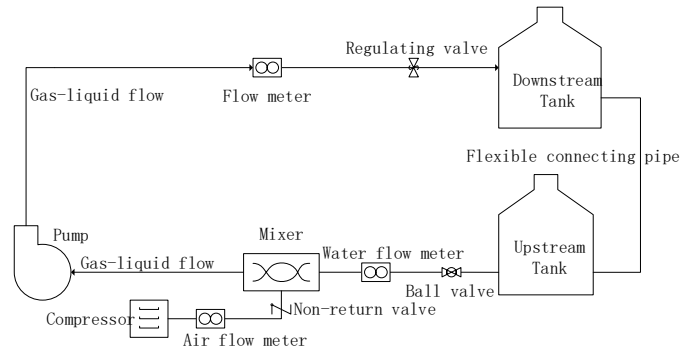 Regulating valve
Downstream
Tank
Gas-liquid flow
Flow meter
Flexible connecting pipe
Pump
Mixer
Water flow meter
Upstream
Tank
Gas-liquid flow
Ball valve
Non-return valve
Compressor
Air flow meter